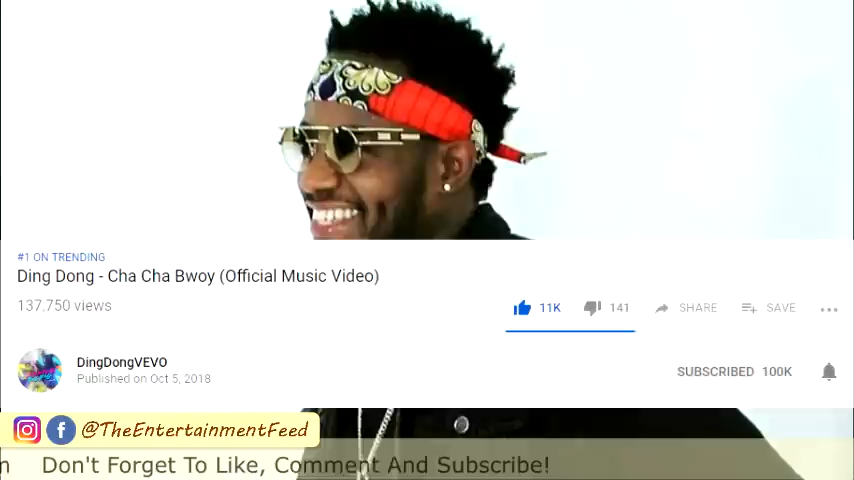 #1 ON TRENDING
Ding Dong - Cha Cha Bwoy (Official Music Video)
137,750 views
11K 141 SHARE SAVE
DingDongVEVO
Published on Oct 5, 2018
SUBSCRIBED 100K
@TheEntertainmentFeed
n Don't Forget To Like, Comment And Subscribe!